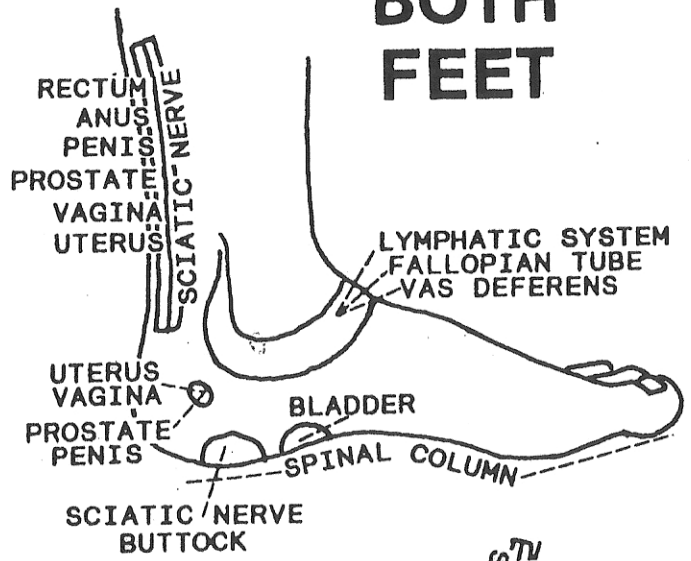 BOTH
FEET
RECTUM
ANUS
PENIS
PROSTATE
VAGINA
UTERUS
SCIATIC NERVE
LYMPHATIC SYSTEM
FALLOPIAN TUBE
VAS DEFERENS
UTERUS
VAGINA
PROSTATE
PENIS
BLADDER
SPINAL COLUMN
SCIATIC NERVE
BUTTOCK